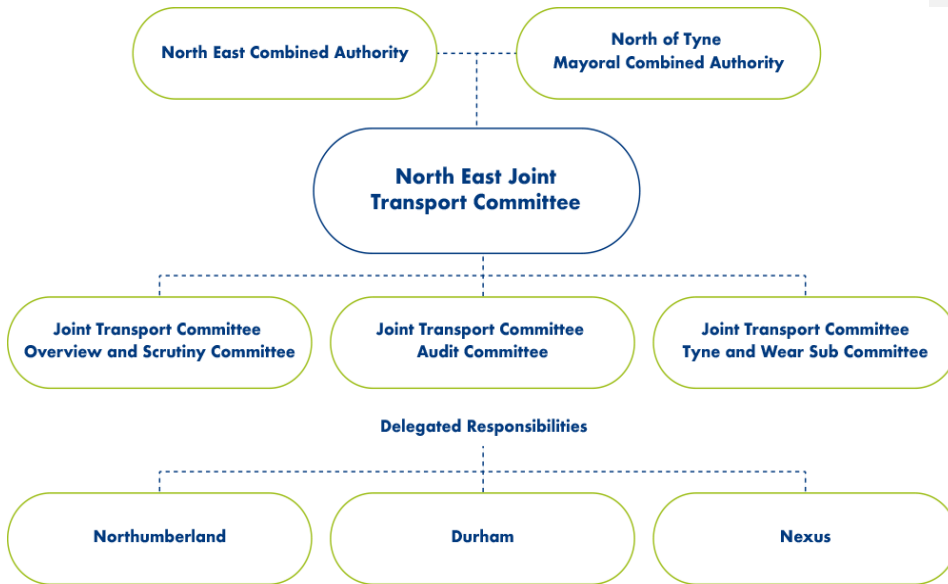 North East Combined Authority
North of Tyne
Mayoral Combined Authority
North East Joint
Transport Committee
Joint Transport Committee
Overview and Scrutiny Committee
Joint Transport Committee
Audit Committee
Joint Transport Committee
Tyne and Wear Sub Committee
Delegated Responsibilities
Northumberland
Durham
Nexus